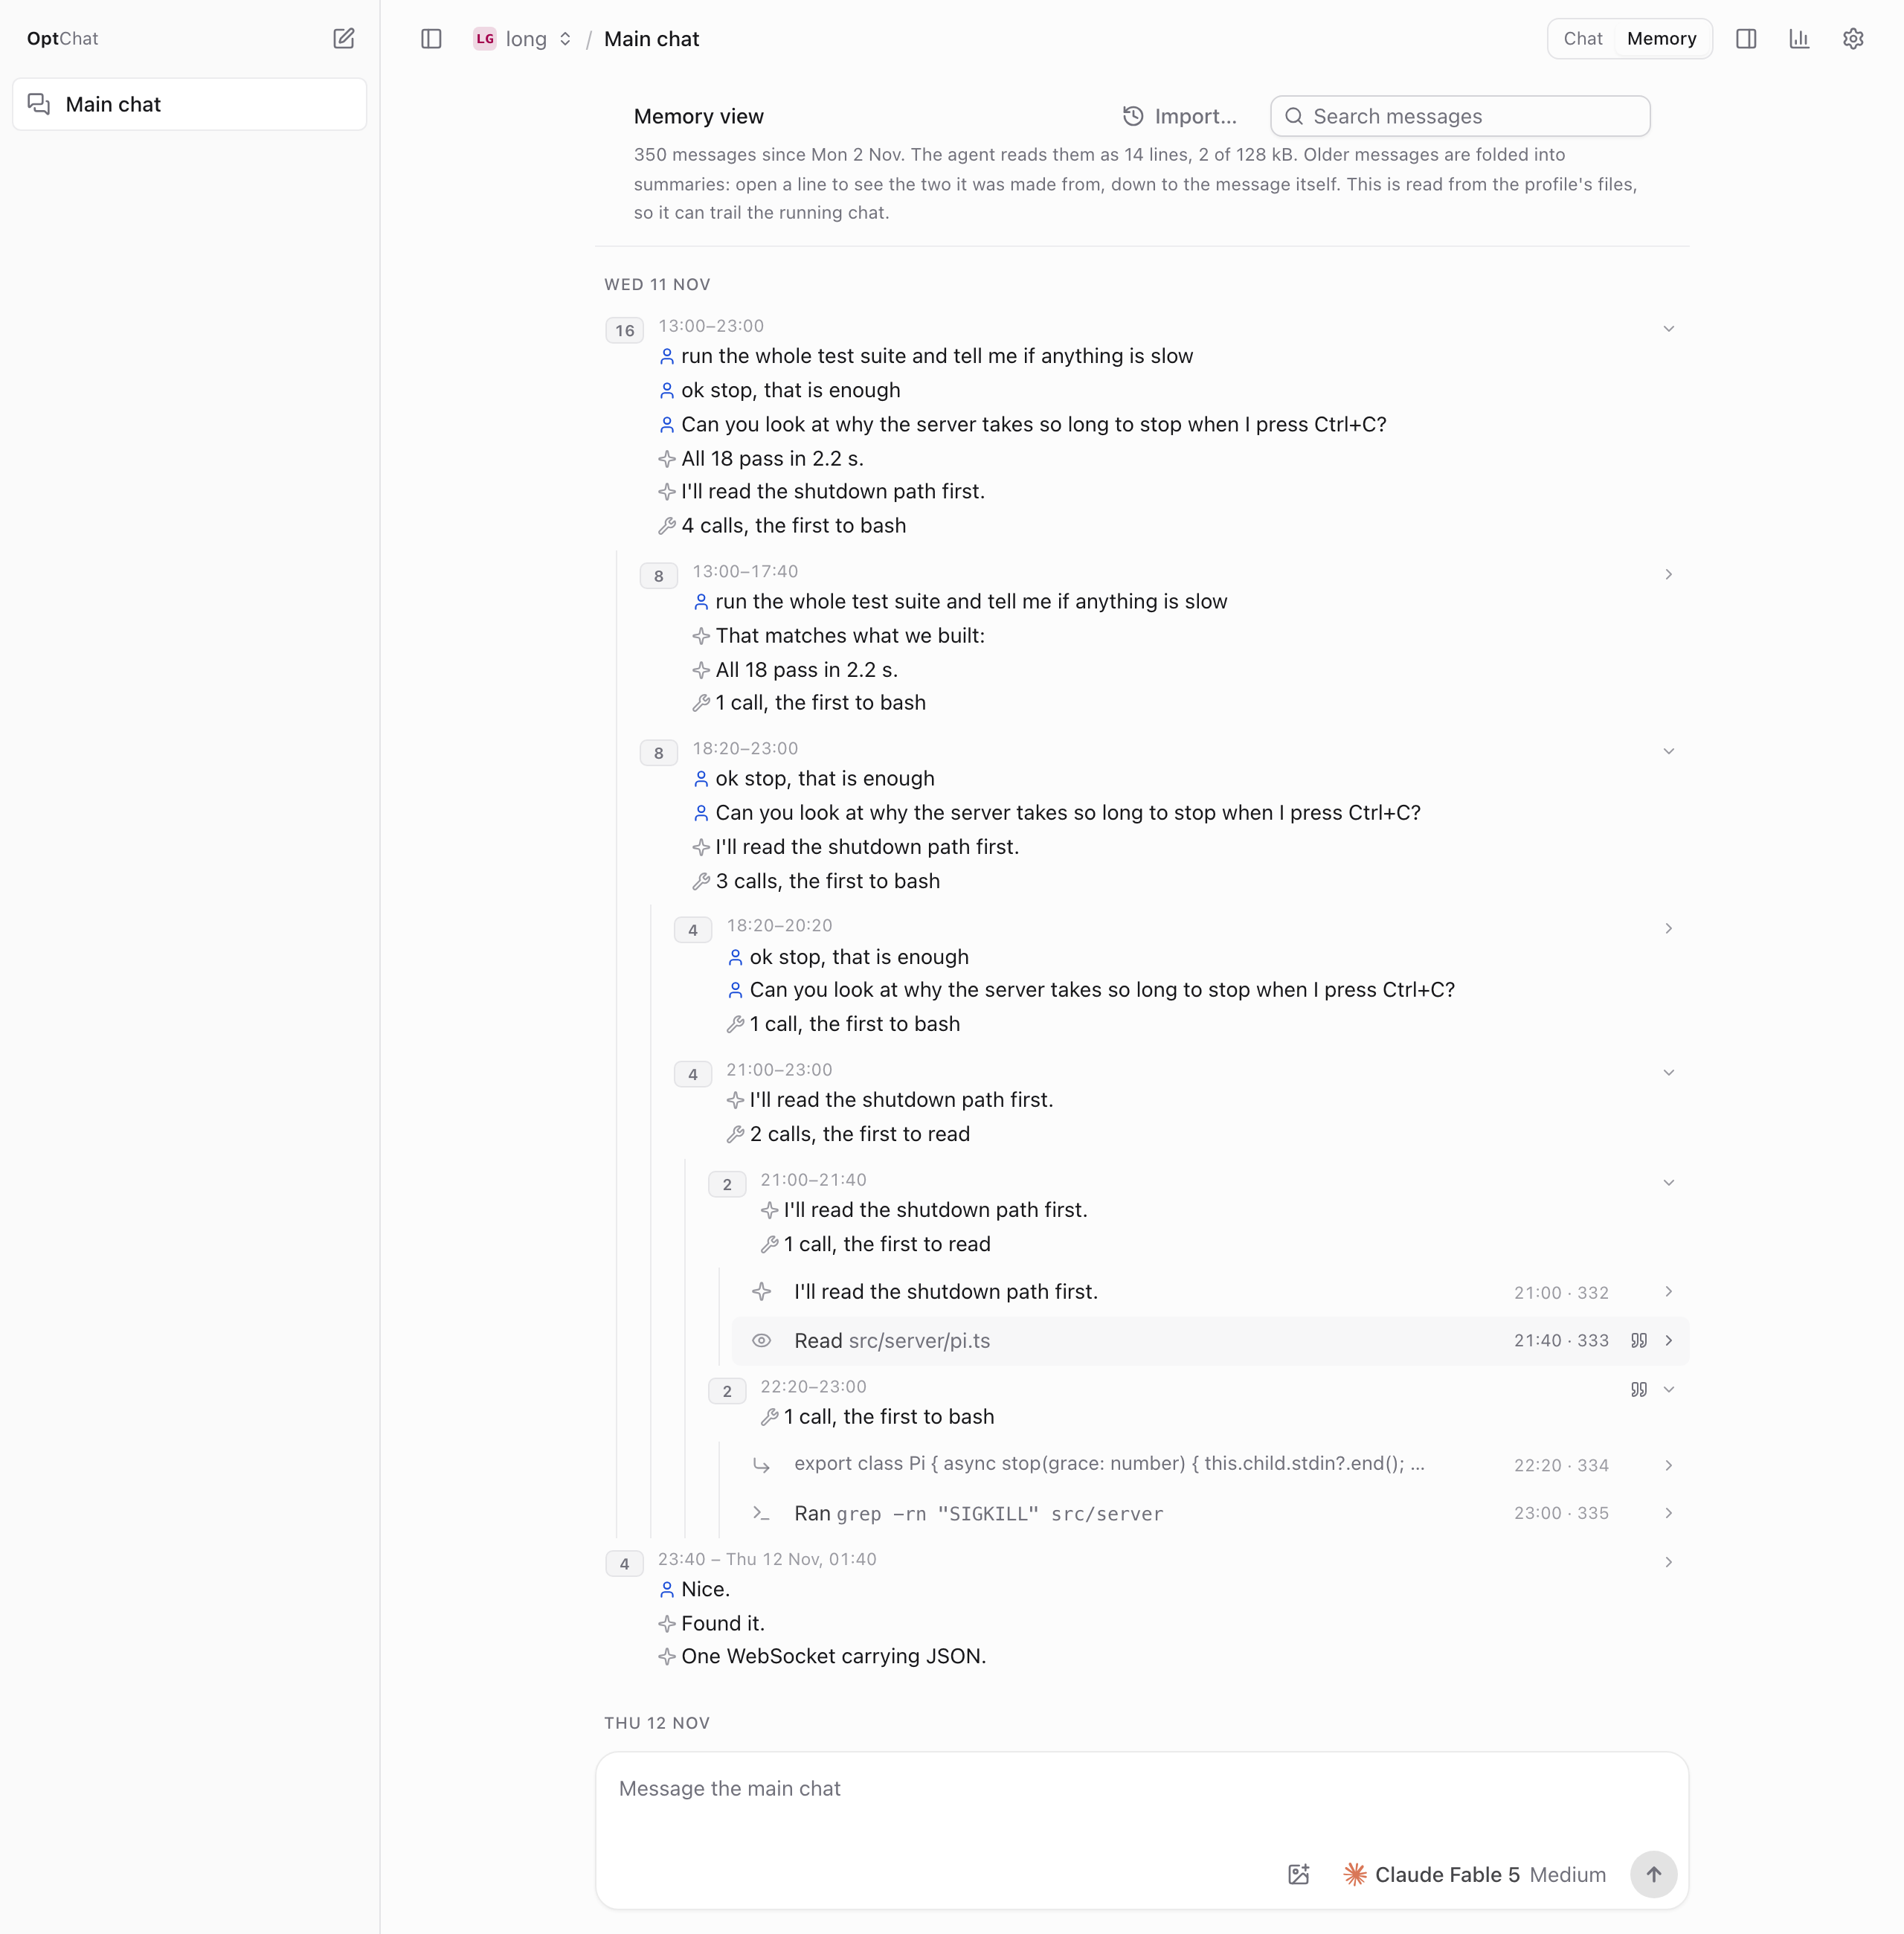 OptChat
LG long / Main chat
Chat Memory
Main chat
Memory view
Import...
Search messages
350 messages since Mon 2 Nov. The agent reads them as 14 lines, 2 of 128 kB. Older messages are folded into
summaries: open a line to see the two it was made from, down to the message itself. This is read from the profile's files,
so it can trail the running chat.
WED 11 NOV
16 13:00–23:00
run the whole test suite and tell me if anything is slow
ok stop, that is enough
Can you look at why the server takes so long to stop when I press Ctrl+C?
All 18 pass in 2.2 s.
I'll read the shutdown path first.
4 calls, the first to bash
8 13:00–17:40
run the whole test suite and tell me if anything is slow
That matches what we built:
All 18 pass in 2.2 s.
1 call, the first to bash
8 18:20–23:00
ok stop, that is enough
Can you look at why the server takes so long to stop when I press Ctrl+C?
I'll read the shutdown path first.
3 calls, the first to bash
4 18:20–20:20
ok stop, that is enough
Can you look at why the server takes so long to stop when I press Ctrl+C?
1 call, the first to bash
4 21:00–23:00
I'll read the shutdown path first.
2 calls, the first to read
2 21:00–21:40
I'll read the shutdown path first.
1 call, the first to read
I'll read the shutdown path first. 21:00 · 332
Read src/server/pi.ts 21:40 · 333
2 22:20–23:00
1 call, the first to bash
export class Pi { async stop(grace: number) { this.child.stdin?.end(); ... 22:20 · 334
Ran grep -rn "SIGKILL" src/server 23:00 · 335
4 23:40 – Thu 12 Nov, 01:40
Nice.
Found it.
One WebSocket carrying JSON.
THU 12 NOV
Message the main chat
Claude Fable 5 Medium